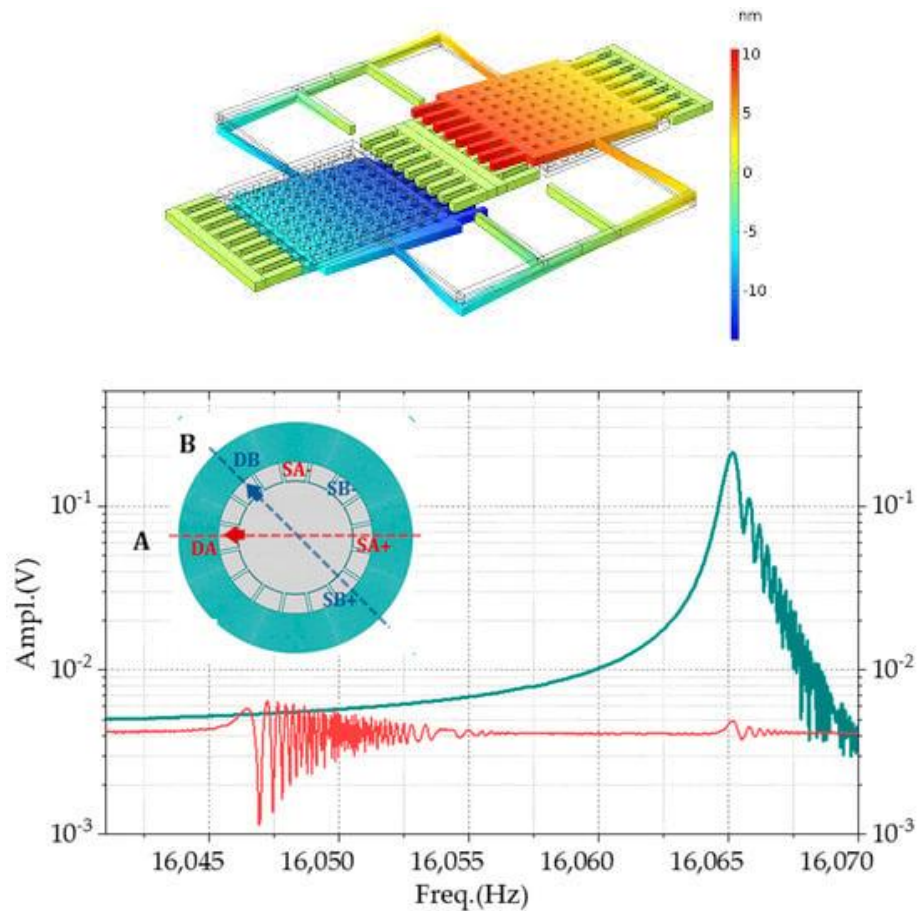 nm
10
5
0
-5
-10
B
DB
SA-
SB-
A
DA
SA+
SB+
Ampl.(V)
10⁻¹
10⁻¹
10⁻²
10⁻²
10⁻³
10⁻³
16,045
16,050
16,055
16,060
16,065
16,070
Freq.(Hz)